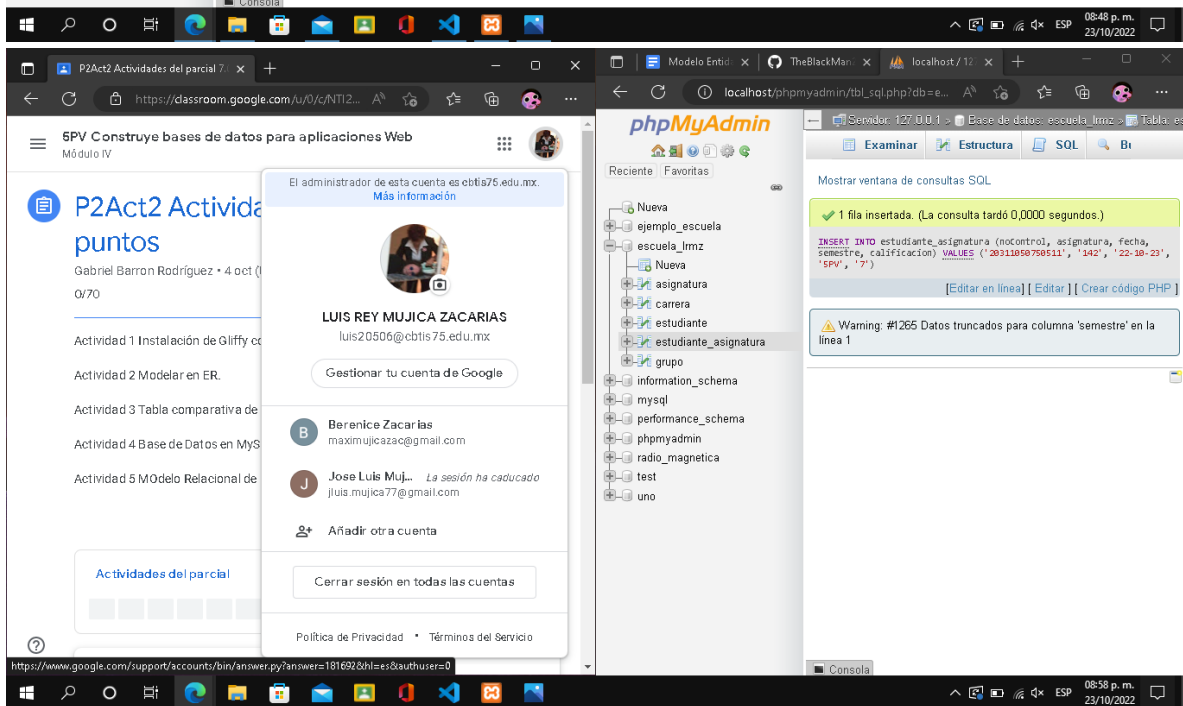 Consola
ESP
08:48 p. m.
23/10/2022
P2Act2 Actividades del parcial 7.
https://classroom.google.com/u/0/c/NTI2...
5PV Construye bases de datos para aplicaciones Web
Módulo IV
P2Act2 Activida
puntos
Gabriel Barron Rodríguez • 4 oct (
0/70
Actividad 1 Instalación de Gliffy co
Actividad 2 Modelar en ER.
Actividad 3 Tabla comparativa de
Actividad 4 Base de Datos en MyS
Actividad 5 MOdelo Relacional de
Actividades del parcial
El administrador de esta cuenta es cbtis75.edu.mx.
Más información
LUIS REY MUJICA ZACARIAS
luis20506@cbtis75.edu.mx
Gestionar tu cuenta de Google
B
Berenice Zacarias
maximujicazac@gmail.com
J
Jose Luis Muj... La sesión ha caducado
jluis.mujica77@gmail.com
Añadir otra cuenta
Cerrar sesión en todas las cuentas
Política de Privacidad • Términos del Servicio
https://www.google.com/support/accounts/bin/answer.py?answer=181692&hl=es&authuser=0
Modelo Entid
TheBlackMan
localhost / 12
localhost/phpmyadmin/tbl_sql.php?db=e...
phpMyAdmin
Reciente Favoritas
Nueva
ejemplo_escuela
escuela_lrmz
Nueva
asignatura
carrera
estudiante
estudiante_asignatura
grupo
information_schema
mysql
performance_schema
phpmyadmin
radio_magnetica
test
uno
Servidor: 127.0.0.1 » Base de datos: escuela_lrmz » Tabla: es
Examinar Estructura SQL Bu
Mostrar ventana de consultas SQL
1 fila insertada. (La consulta tardó 0,0000 segundos.)
INSERT INTO estudiante_asignatura (noControl, asignatura, fecha,
semestre, calificacion) VALUES ('20311050750511', '142', '22-10-23',
'5PV', '7')
[Editar en línea] [ Editar ] [ Crear código PHP ]
Warning: #1265 Datos truncados para columna 'semestre' en la
línea 1
Consola
ESP
08:58 p. m.
23/10/2022